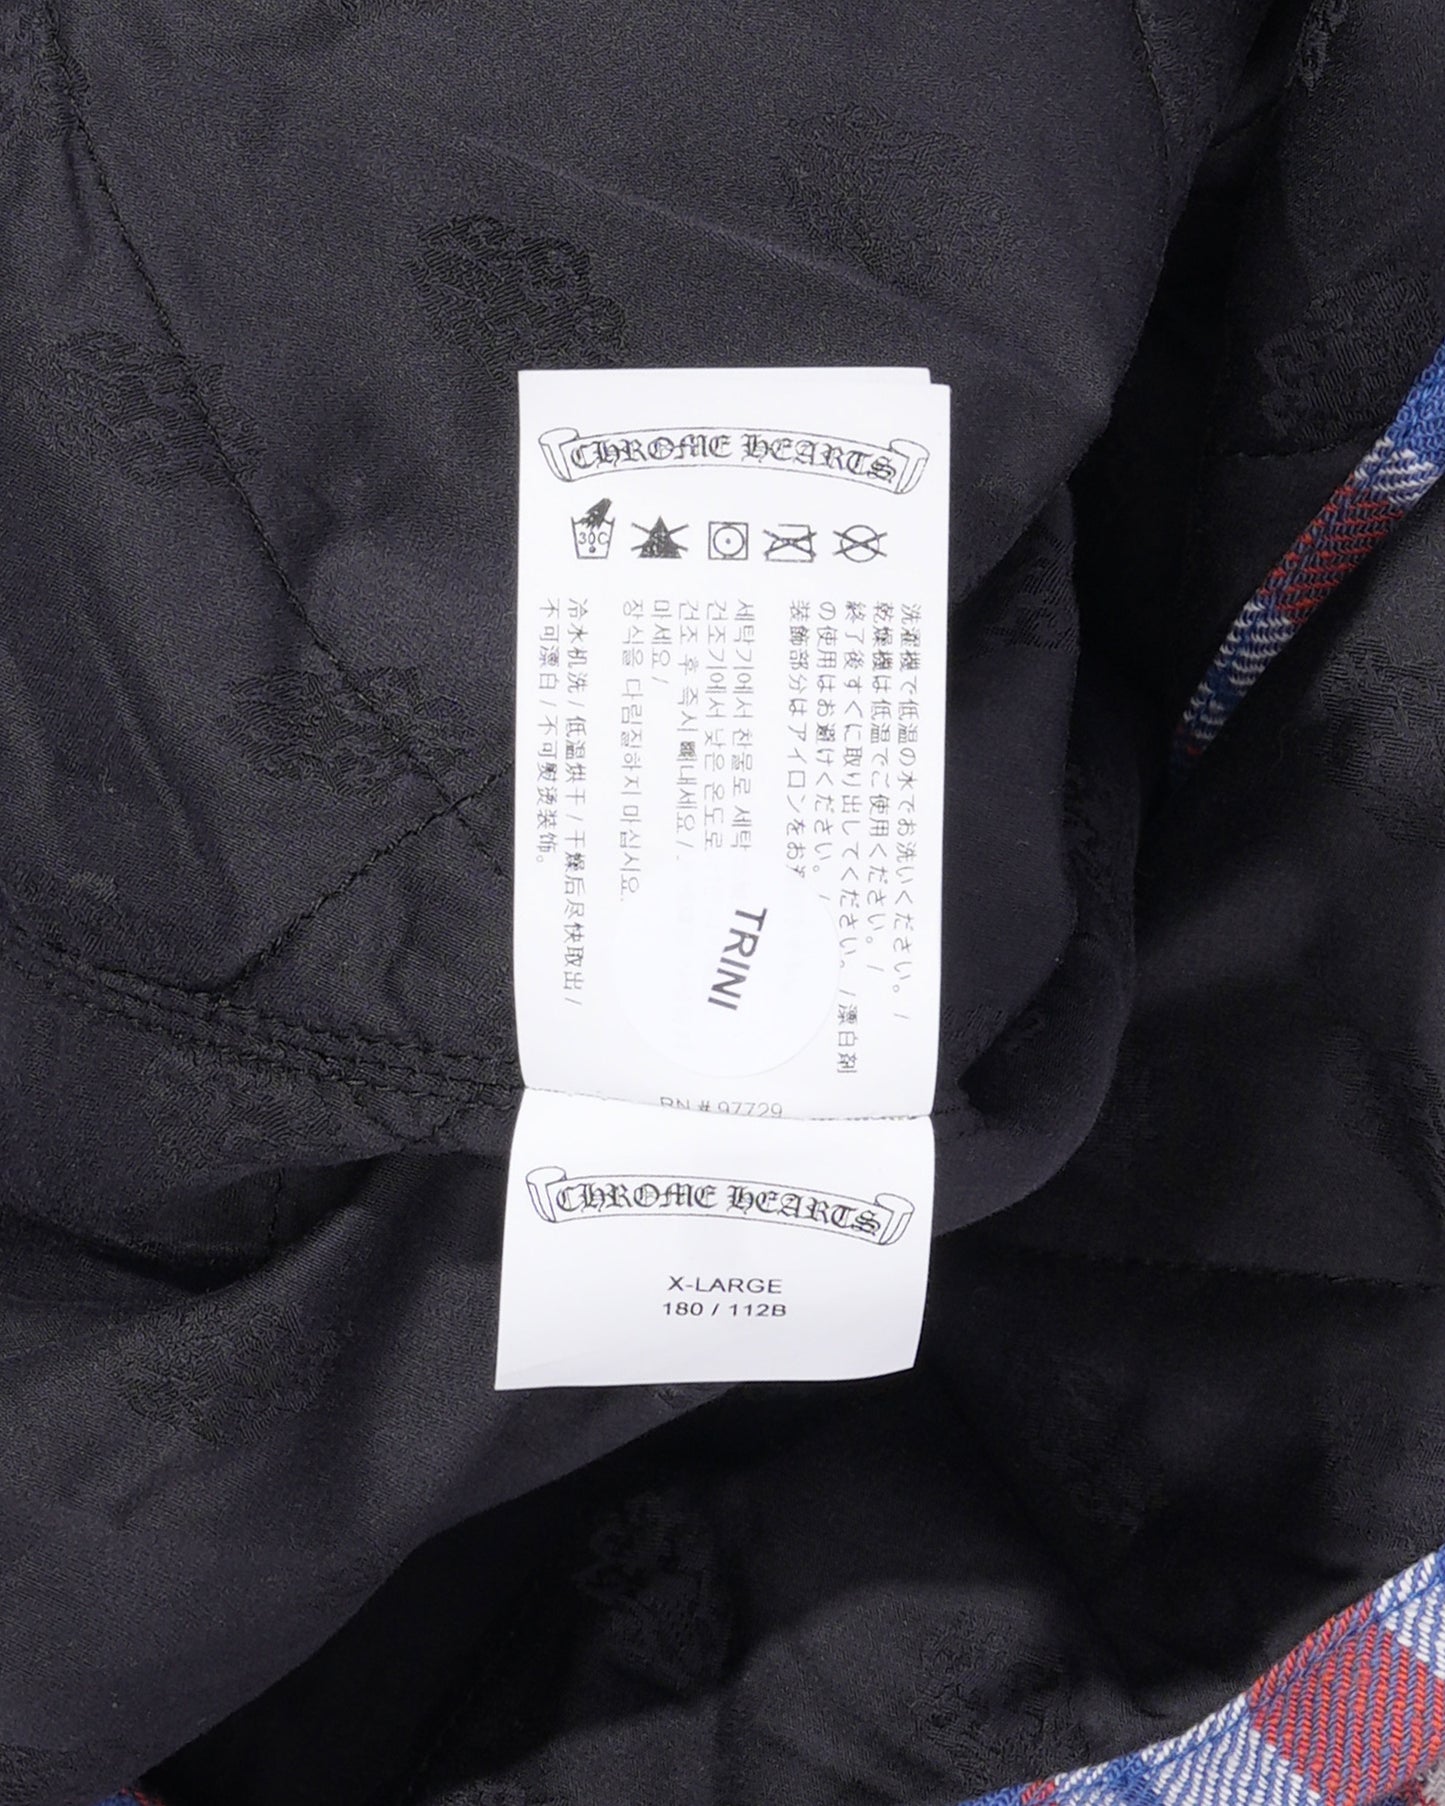 CHROME HEARTS
30C
洗濯機で低温の水でお洗いください。 /
乾燥機は低温でご使用ください。 /
終了後すぐに取り出してください。 / 漂白剤
の使用はお避けください。 /
装飾部分はアイロンをお
세탁기에서 찬물로 세탁
건조기에서 낮은 온도로
건조 후 즉시 빼내세요 /
마세요 /
장식을 다림질하지 마십시오.
冷水机洗 / 低温烘干 / 干燥后尽快取出 /
不可漂白 / 不可熨烫装饰。
TRINI
RN # 97729
CHROME HEARTS
X-LARGE
180 / 112B